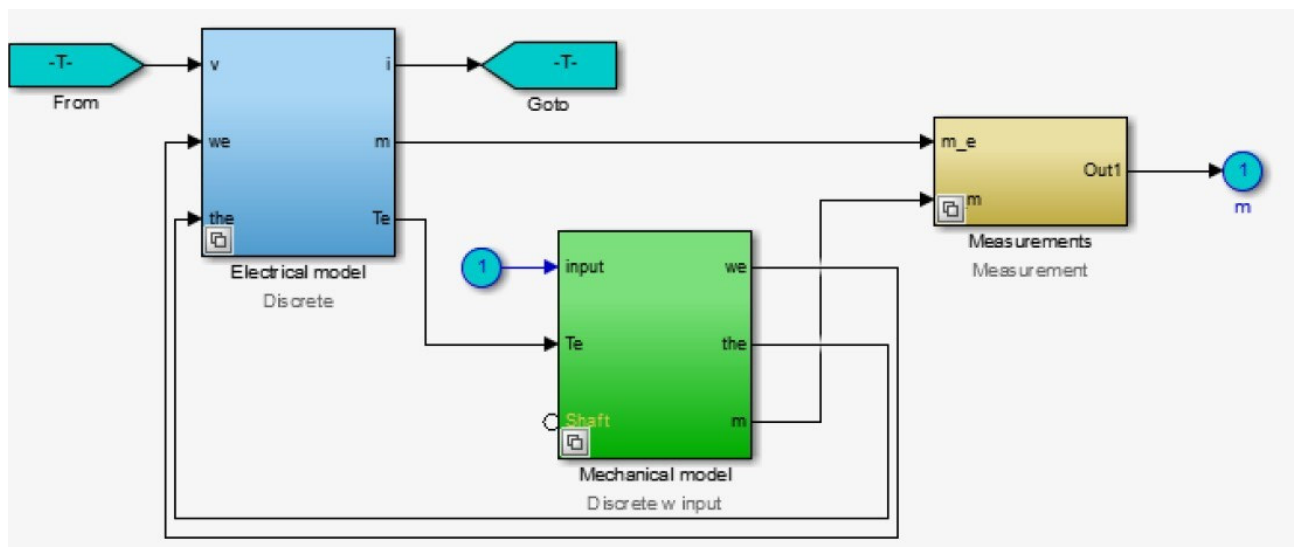 -T-
From
v
we
the
i
m
Te
Electrical model
Discrete
-T-
Goto
1
input
Te
Shaft
we
the
m
Mechanical model
Discrete w input
m_e
m
Out1
Measurements
Measurement
1
m